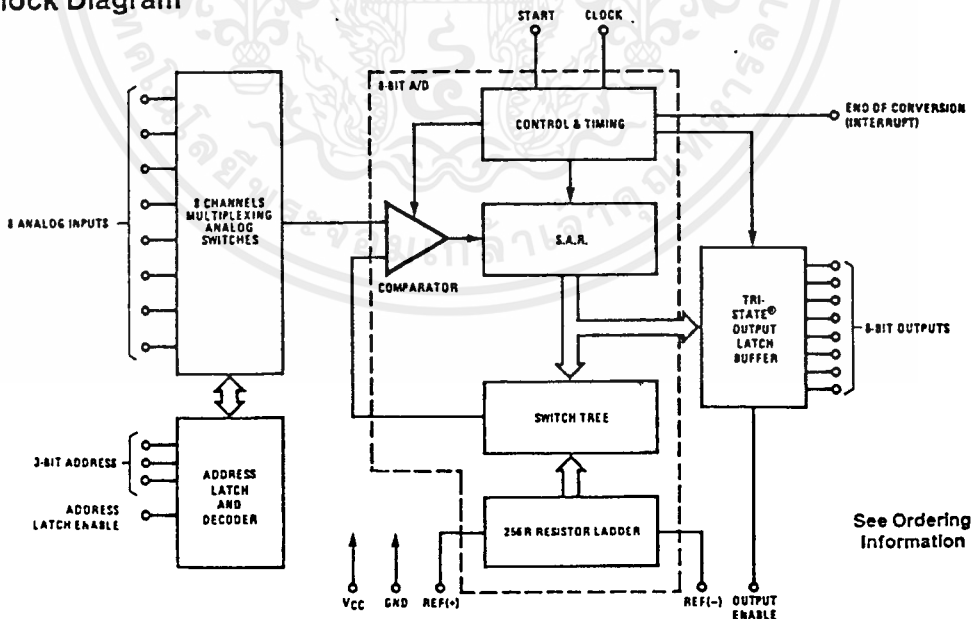 lock Diagram
START
CLOCK
8-BIT A/D
CONTROL & TIMING
END OF CONVERSION
(INTERRUPT)
8 ANALOG INPUTS
8 CHANNELS
MULTIPLEXING
ANALOG
SWITCHES
S.A.R.
COMPARATOR
TRI-
STATE®
OUTPUT
LATCH
BUFFER
8-BIT OUTPUTS
SWITCH TREE
3-BIT ADDRESS
ADDRESS
LATCH ENABLE
ADDRESS
LATCH
AND
DECODER
256R RESISTOR LADDER
See Ordering
Information
VCC
GND
REF(+)
REF(−)
OUTPUT
ENABLE